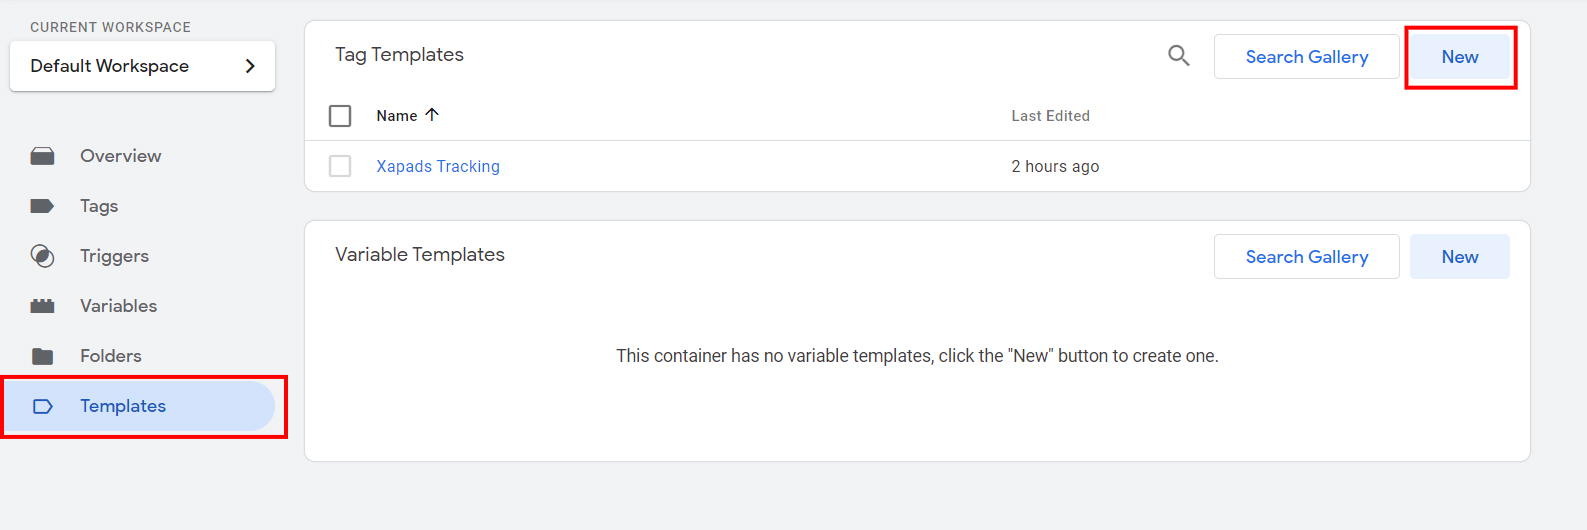 CURRENT WORKSPACE
Default Workspace
Overview
Tags
Triggers
Variables
Folders
Templates
Tag Templates
Search Gallery
New
Name
Last Edited
Xapads Tracking
2 hours ago
Variable Templates
Search Gallery
New
This container has no variable templates, click the "New" button to create one.